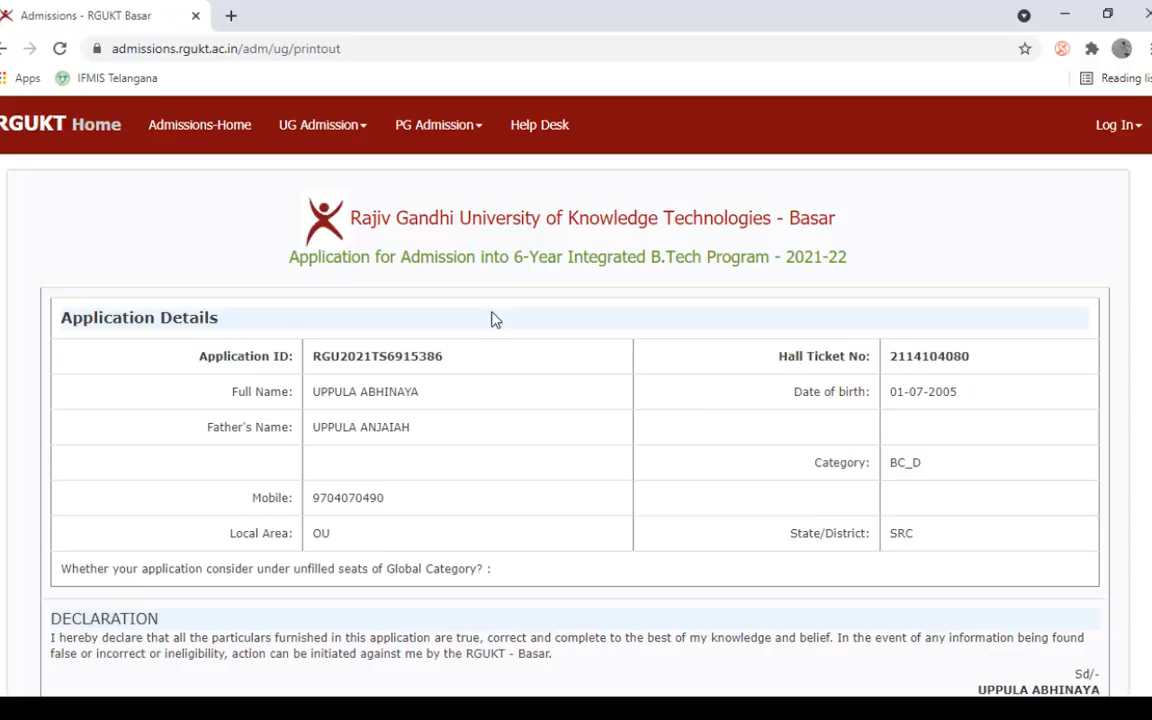 Admissions - RGUKT Basar
admissions.rgukt.ac.in/adm/ug/printout
Apps IFMIS Telangana Reading lis
RGUKT Home Admissions-Home UG Admission PG Admission Help Desk Log In
Rajiv Gandhi University of Knowledge Technologies - Basar
Application for Admission into 6-Year Integrated B.Tech Program - 2021-22
Application Details
Application ID: RGU2021TS6915386 Hall Ticket No: 2114104080
Full Name: UPPULA ABHINAYA Date of birth: 01-07-2005
Father's Name: UPPULA ANJAIAH
Category: BC_D
Mobile: 9704070490
Local Area: OU State/District: SRC
Whether your application consider under unfilled seats of Global Category? :
DECLARATION
I hereby declare that all the particulars furnished in this application are true, correct and complete to the best of my knowledge and belief. In the event of any information being found
false or incorrect or ineligibility, action can be initiated against me by the RGUKT - Basar.
Sd/-
UPPULA ABHINAYA